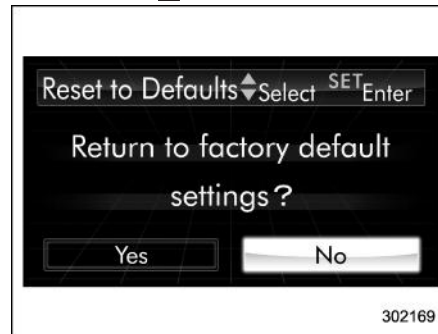 Reset to Defaults Select SET Enter
Return to factory default
settings?
Yes No
302169